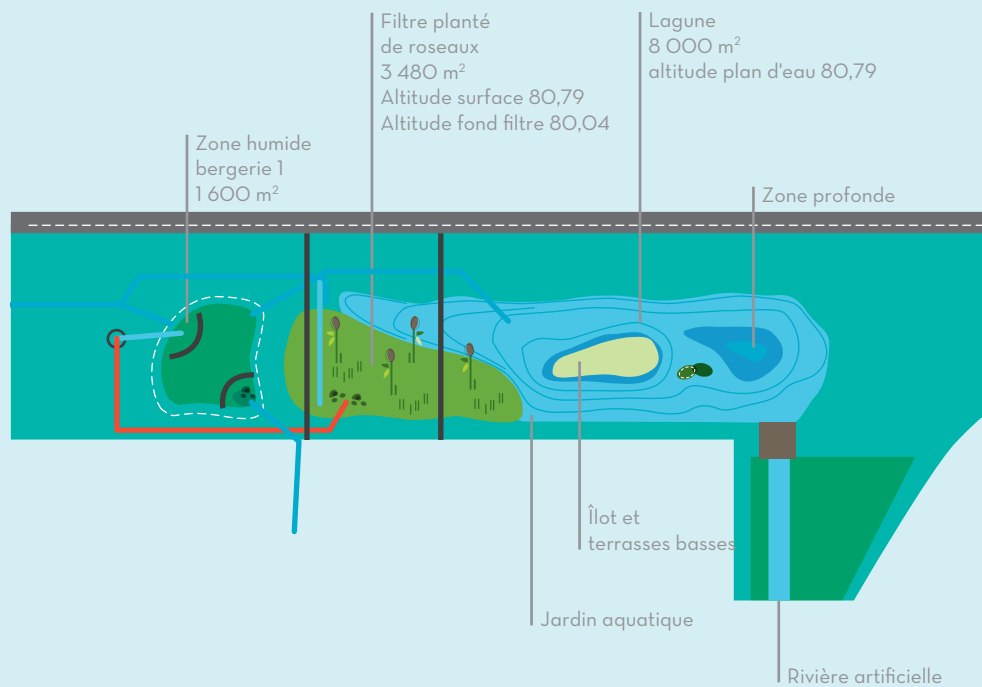 Filtre planté
de roseaux
3 480 m²
Altitude surface 80,79
Altitude fond filtre 80,04
Lagune
8 000 m²
altitude plan d'eau 80,79
Zone humide
bergerie 1
1 600 m²
Zone profonde
Îlot et
terrasses basses
Jardin aquatique
Rivière artificielle